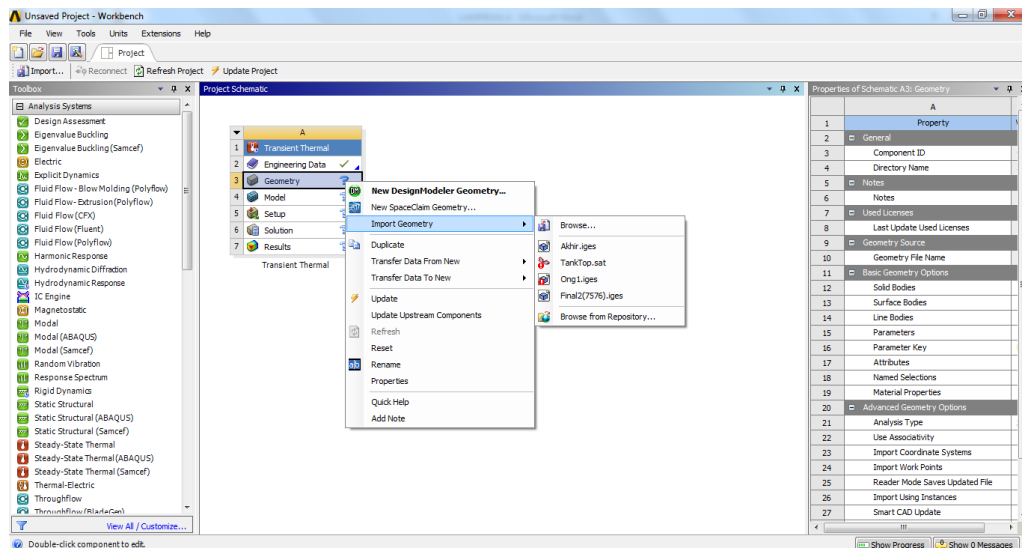 Unsaved Project - Workbench
File View Tools Units Extensions Help
Project
Import... Reconnect Refresh Project Update Project
Toolbox
Analysis Systems
Design Assessment
Eigenvalue Buckling
Eigenvalue Buckling (Samcef)
Electric
Explicit Dynamics
Fluid Flow - Blow Molding (Polyflow)
Fluid Flow - Extrusion (Polyflow)
Fluid Flow (CFX)
Fluid Flow (Fluent)
Fluid Flow (Polyflow)
Harmonic Response
Hydrodynamic Diffraction
Hydrodynamic Response
IC Engine
Magnetostatic
Modal
Modal (ABAQUS)
Modal (Samcef)
Random Vibration
Response Spectrum
Rigid Dynamics
Static Structural
Static Structural (ABAQUS)
Static Structural (Samcef)
Steady-State Thermal
Steady-State Thermal (ABAQUS)
Steady-State Thermal (Samcef)
Thermal-Electric
Throughflow
Throughflow (BladeGen)
View All / Customize...
Project Schematic
A
1 Transient Thermal
2 Engineering Data
3 Geometry
4 Model
5 Setup
6 Solution
7 Results
Transient Thermal
New DesignModeler Geometry...
New SpaceClaim Geometry...
Import Geometry
Duplicate
Transfer Data From New
Transfer Data To New
Update
Update Upstream Components
Refresh
Reset
Rename
Properties
Quick Help
Add Note
Browse...
Akhir.iges
TankTop.sat
Ong1.iges
Final2(7576).iges
Browse from Repository...
Properties of Schematic A3: Geometry
A
1 Property
2 General
3 Component ID
4 Directory Name
5 Notes
6 Notes
7 Used Licenses
8 Last Update Used Licenses
9 Geometry Source
10 Geometry File Name
11 Basic Geometry Options
12 Solid Bodies
13 Surface Bodies
14 Line Bodies
15 Parameters
16 Parameter Key
17 Attributes
18 Named Selections
19 Material Properties
20 Advanced Geometry Options
21 Analysis Type
22 Use Associativity
23 Import Coordinate Systems
24 Import Work Points
25 Reader Mode Saves Updated File
26 Import Using Instances
27 Smart CAD Update
Double-click component to edit.
Show Progress Show 0 Messages